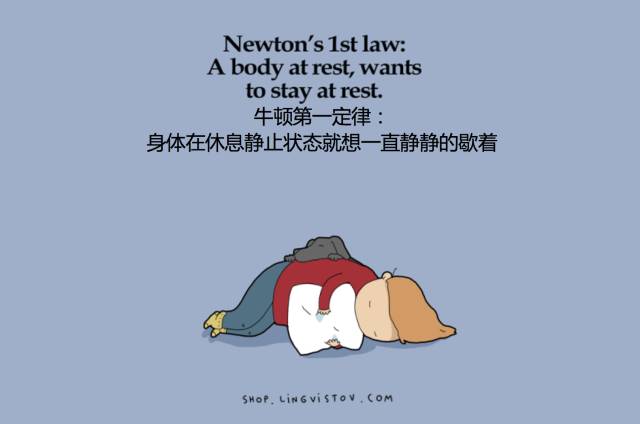 Newton's 1st law:
A body at rest, wants
to stay at rest.
牛顿第一定律：
身体在休息静止状态就想一直静静的歇着
SHOP.LINGVISTOV.COM